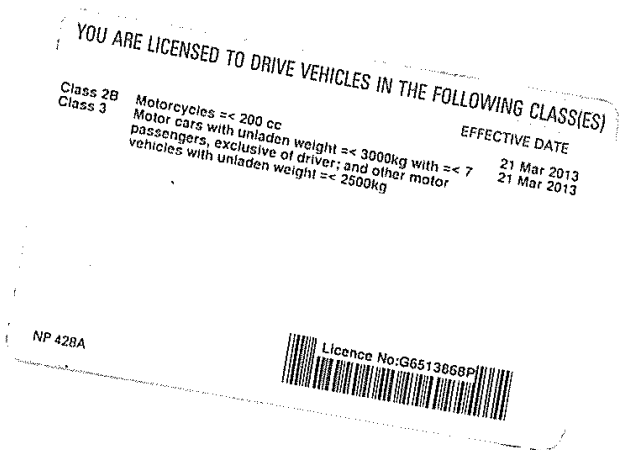 YOU ARE LICENSED TO DRIVE VEHICLES IN THE FOLLOWING CLASS(ES)
EFFECTIVE DATE
Class 2B Motorcycles =< 200 cc 21 Mar 2013
Class 3 Motor cars with unladen weight =< 3000kg with =< 7 21 Mar 2013
passengers, exclusive of driver; and other motor
vehicles with unladen weight =< 2500kg
NP 428A
Licence No:G6513868P